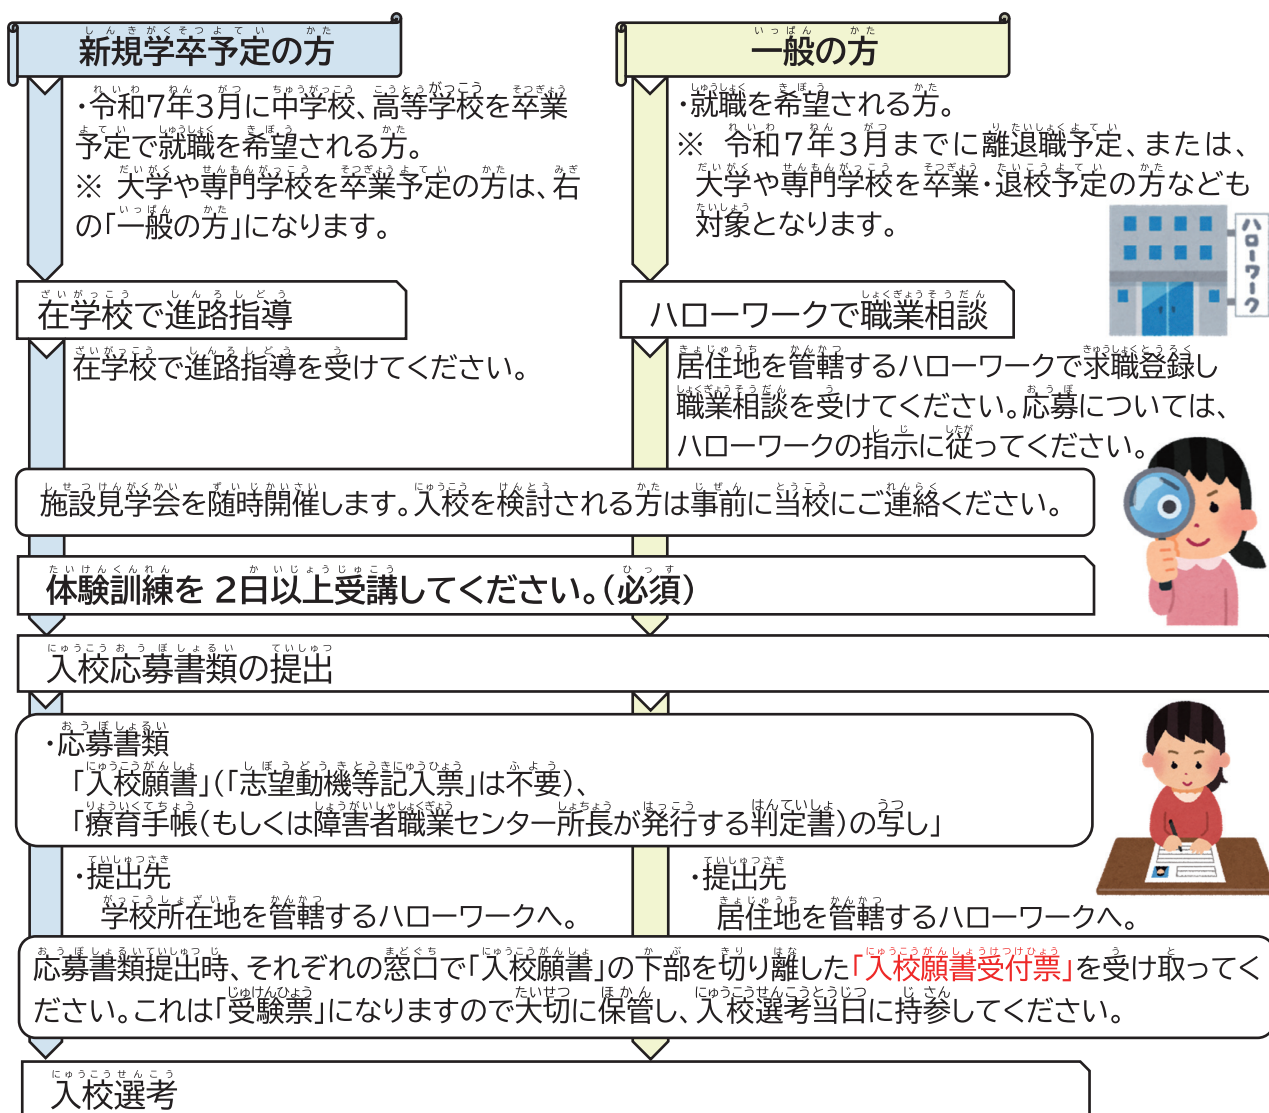 新規学卒予定の方
・令和7年3月に中学校、高等学校を卒業
予定で就職を希望される方。
※ 大学や専門学校を卒業予定の方は、右
の「一般の方」になります。
在学校で進路指導
在学校で進路指導を受けてください。
一般の方
・就職を希望される方。
※ 令和7年3月までに離退職予定、または、
大学や専門学校を卒業・退校予定の方なども
対象となります。
ハローワーク
ハローワークで職業相談
居住地を管轄するハローワークで求職登録し
職業相談を受けてください。応募については、
ハローワークの指示に従ってください。
施設見学会を随時開催します。入校を検討される方は事前に当校にご連絡ください。
体験訓練を 2日以上受講してください。(必須)
入校応募書類の提出
・応募書類
「入校願書」(「志望動機等記入票」は不要)、
「療育手帳(もしくは障害者職業センター所長が発行する判定書)の写し」
・提出先
学校所在地を管轄するハローワークへ。
・提出先
居住地を管轄するハローワークへ。
応募書類提出時、それぞれの窓口で「入校願書」の下部を切り離した「入校願書受付票」を受け取ってく
ださい。これは「受験票」になりますので大切に保管し、入校選考当日に持参してください。
入校選考